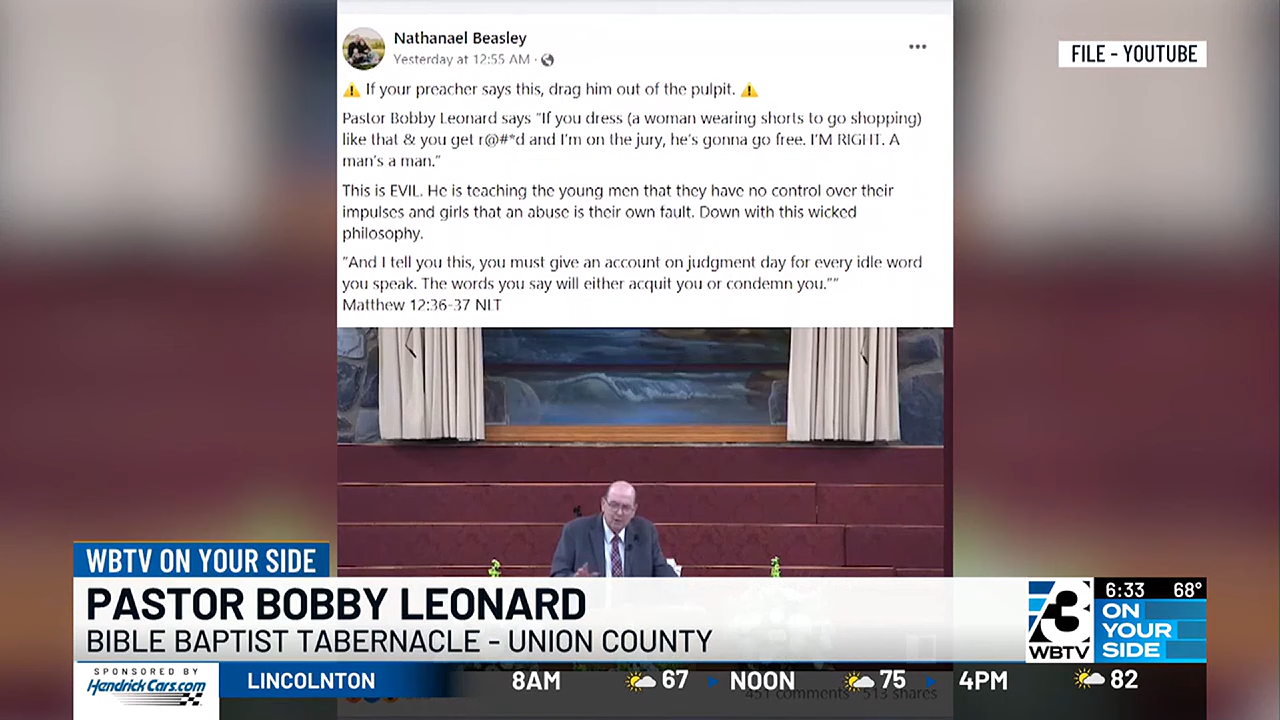 Nathanael Beasley
Yesterday at 12:55 AM ·
FILE - YOUTUBE
⚠ If your preacher says this, drag him out of the pulpit. ⚠
Pastor Bobby Leonard says "If you dress (a woman wearing shorts to go shopping)
like that & you get r@#*d and I'm on the jury, he's gonna go free. I'M RIGHT. A
man's a man."
This is EVIL. He is teaching the young men that they have no control over their
impulses and girls that an abuse is their own fault. Down with this wicked
philosophy.
"And I tell you this, you must give an account on judgment day for every idle word
you speak. The words you say will either acquit you or condemn you.""
Matthew 12:36-37 NLT
WBTV ON YOUR SIDE
PASTOR BOBBY LEONARD
BIBLE BAPTIST TABERNACLE - UNION COUNTY
3
WBTV
6:33 68°
ON
YOUR
SIDE
SPONSORED BY
HendrickCars.com
LINCOLNTON 8AM 67 NOON 75 4PM 82
451 comments 513 shares